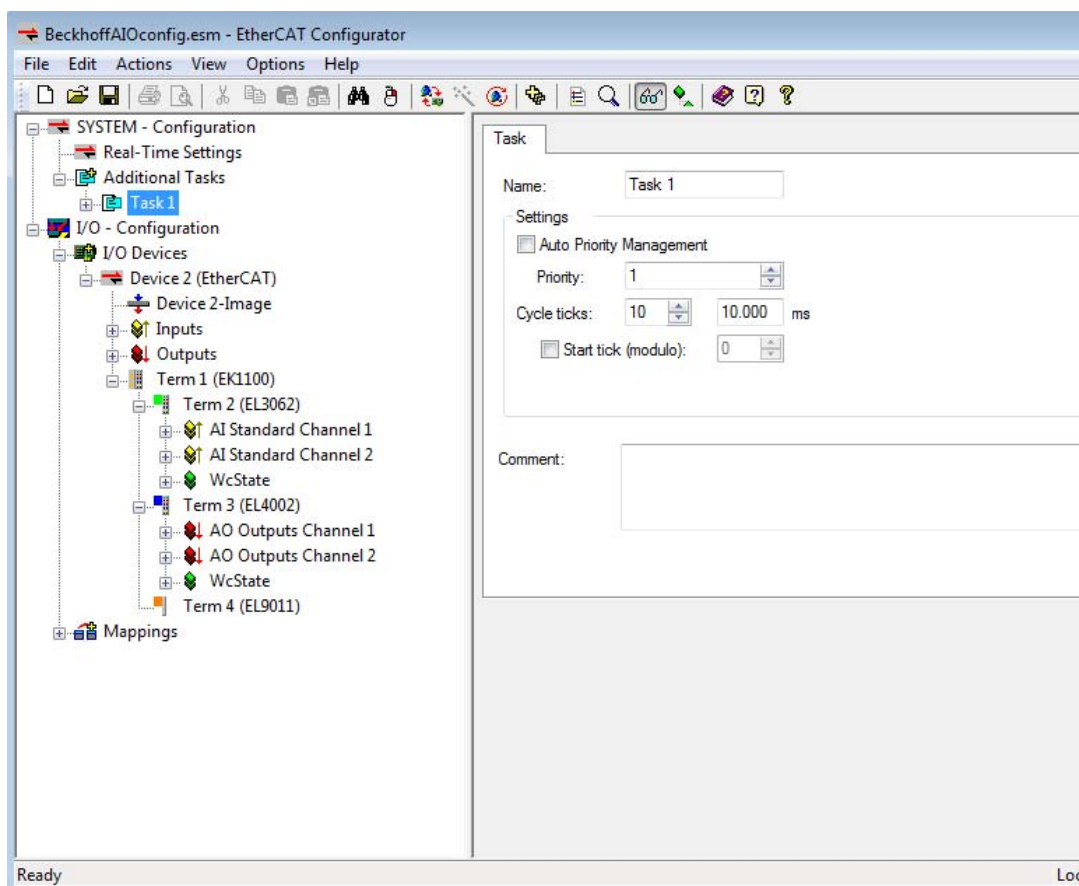 BeckhoffAIOconfig.esm - EtherCAT Configurator
File Edit Actions View Options Help
SYSTEM - Configuration
Real-Time Settings
Additional Tasks
Task 1
I/O - Configuration
I/O Devices
Device 2 (EtherCAT)
Device 2-Image
Inputs
Outputs
Term 1 (EK1100)
Term 2 (EL3062)
AI Standard Channel 1
AI Standard Channel 2
WcState
Term 3 (EL4002)
AO Outputs Channel 1
AO Outputs Channel 2
WcState
Term 4 (EL9011)
Mappings
Task
Name: Task 1
Settings
Auto Priority Management
Priority: 1
Cycle ticks: 10 10.000 ms
Start tick (modulo): 0
Comment:
Ready